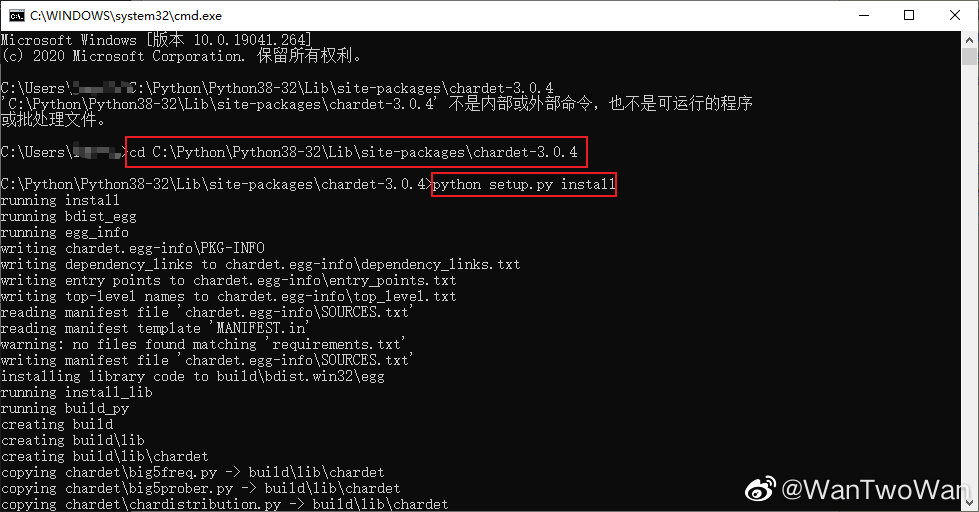 C:\WINDOWS\system32\cmd.exe
Microsoft Windows [版本 10.0.19041.264]
(c) 2020 Microsoft Corporation. 保留所有权利。
C:\Users\ C:\Python\Python38-32\Lib\site-packages\chardet-3.0.4
'C:\Python\Python38-32\Lib\site-packages\chardet-3.0.4' 不是内部或外部命令，也不是可运行的程序
或批处理文件。
C:\Users\ >cd C:\Python\Python38-32\Lib\site-packages\chardet-3.0.4
C:\Python\Python38-32\Lib\site-packages\chardet-3.0.4>python setup.py install
running install
running bdist_egg
running egg_info
writing chardet.egg-info\PKG-INFO
writing dependency_links to chardet.egg-info\dependency_links.txt
writing entry points to chardet.egg-info\entry_points.txt
writing top-level names to chardet.egg-info\top_level.txt
reading manifest file 'chardet.egg-info\SOURCES.txt'
reading manifest template 'MANIFEST.in'
warning: no files found matching 'requirements.txt'
writing manifest file 'chardet.egg-info\SOURCES.txt'
installing library code to build\bdist.win32\egg
running install_lib
running build_py
creating build
creating build\lib
creating build\lib\chardet
copying chardet\big5freq.py -> build\lib\chardet
copying chardet\big5prober.py -> build\lib\chardet
copying chardet\chardistribution.py -> build\lib\chardet
@WanTwoWan